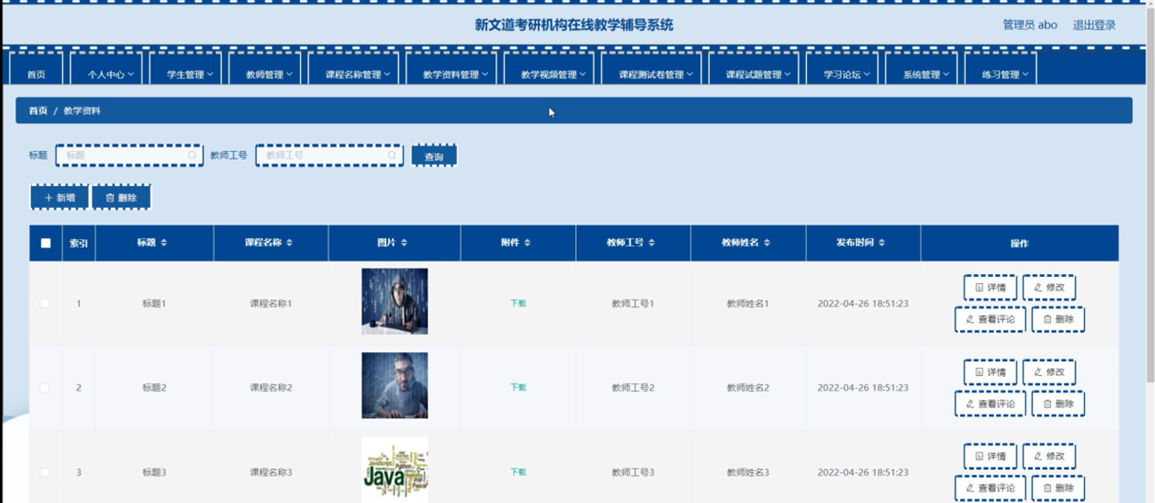 新文道考研机构在线教学辅导系统
管理员 abo 退出登录
首页 个人中心 学生管理 教师管理 课程名称管理 教学资料管理 教学视频管理 课程测试卷管理 课程试题管理 学习论坛 系统管理 练习管理
首页 / 教学资料
标题 标题 教师工号 教师工号 查询
+ 新增 删除
索引 标题 课程名称 图片 附件 教师工号 教师姓名 发布时间 操作
1 标题1 课程名称1 下载 教师工号1 教师姓名1 2022-04-26 18:51:23 详情 修改
查看评论 删除
2 标题2 课程名称2 下载 教师工号2 教师姓名2 2022-04-26 18:51:23 详情 修改
查看评论 删除
3 标题3 课程名称3 Java 下载 教师工号3 教师姓名3 2022-04-26 18:51:23 详情 修改
查看评论 删除